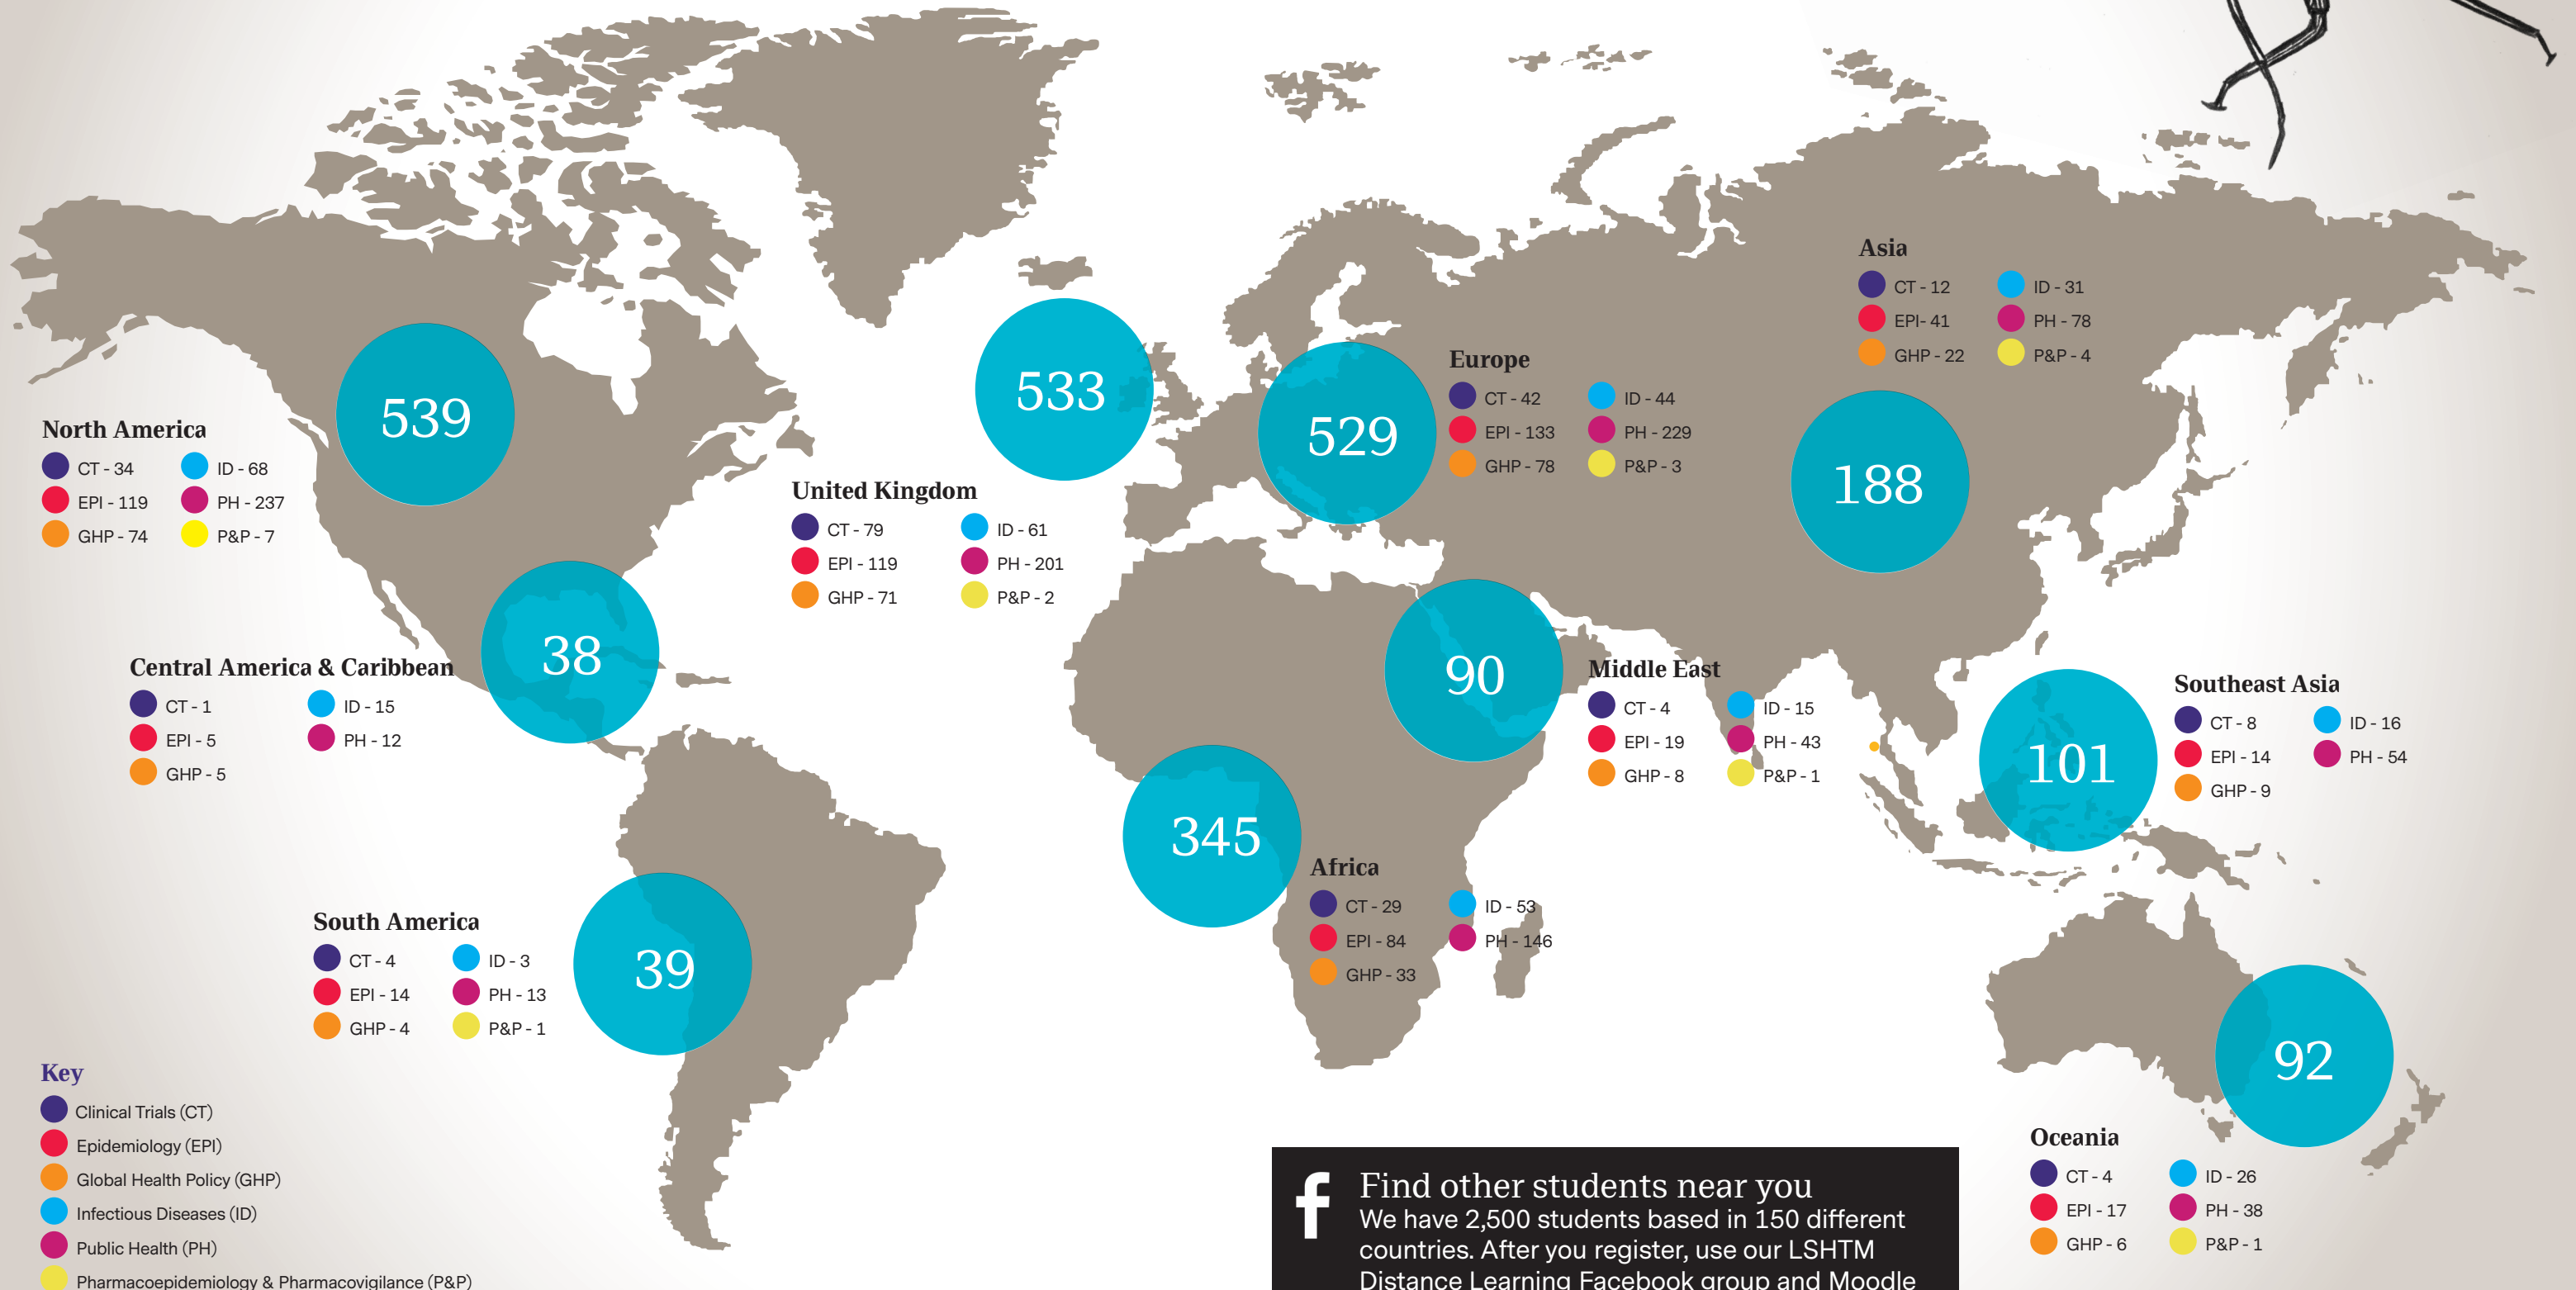 539
North America
CT - 34
ID - 68
EPI - 119
PH - 237
GHP - 74
P&P - 7
533
United Kingdom
CT - 79
ID - 61
EPI - 119
PH - 201
GHP - 71
P&P - 2
529
Europe
CT - 42
ID - 44
EPI - 133
PH - 229
GHP - 78
P&P - 3
Asia
CT - 12
ID - 31
EPI- 41
PH - 78
GHP - 22
P&P - 4
188
38
Central America & Caribbean
CT - 1
ID - 15
EPI - 5
PH - 12
GHP - 5
90
Middle East
CT - 4
ID - 15
EPI - 19
PH - 43
GHP - 8
P&P - 1
101
Southeast Asia
CT - 8
ID - 16
EPI - 14
PH - 54
GHP - 9
345
Africa
CT - 29
ID - 53
EPI - 84
PH - 146
GHP - 33
39
South America
CT - 4
ID - 3
EPI - 14
PH - 13
GHP - 4
P&P - 1
92
Oceania
CT - 4
ID - 26
EPI - 17
PH - 38
GHP - 6
P&P - 1
Key
Clinical Trials (CT)
Epidemiology (EPI)
Global Health Policy (GHP)
Infectious Diseases (ID)
Public Health (PH)
Pharmacoepidemiology & Pharmacovigilance (P&P)
f
Find other students near you
We have 2,500 students based in 150 different
countries. After you register, use our LSHTM
Distance Learning Facebook group and Moodle